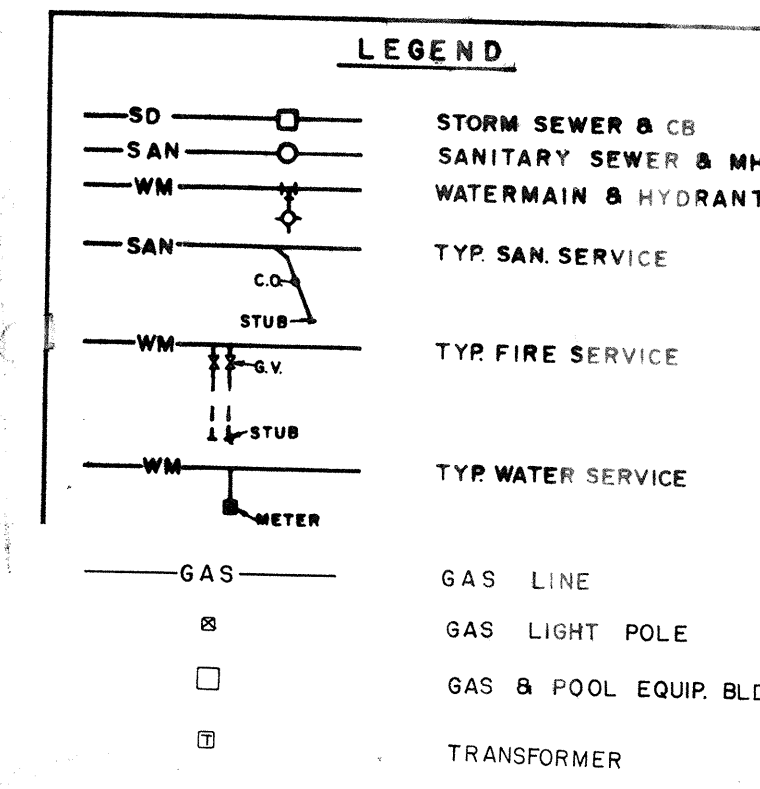 LEGEND
SD STORM SEWER & CB
SAN SANITARY SEWER & MH
WM WATERMAIN & HYDRANT
SAN TYP. SAN. SERVICE
C.O.
STUB
WM TYP. FIRE SERVICE
G.V.
STUB
WM TYP. WATER SERVICE
METER
GAS GAS LINE
GAS LIGHT POLE
GAS & POOL EQUIP. BLD
T TRANSFORMER